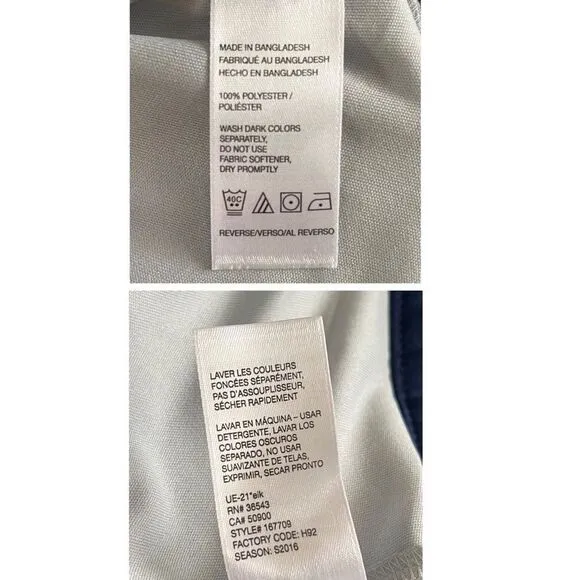 MADE IN BANGLADESH
FABRIQUÉ AU BANGLADESH
HECHO EN BANGLADESH
100% POLYESTER /
POLIÉSTER
WASH DARK COLORS
SEPARATELY,
DO NOT USE
FABRIC SOFTENER,
DRY PROMPTLY
40C
REVERSE/VERSO/AL REVERSO
LAVER LES COULEURS
FONCÉES SÉPARÉMENT,
PAS D'ASSOUPLISSEUR,
SÉCHER RAPIDEMENT
LAVAR EN MÁQUINA – USAR
DETERGENTE, LAVAR LOS
COLORES OSCUROS
SEPARADO, NO USAR
SUAVIZANTE DE TELAS,
EXPRIMIR, SECAR PRONTO
UE-21*eik
RN# 36543
CA# 50900
STYLE# 167709
FACTORY CODE: H92
SEASON: S2016